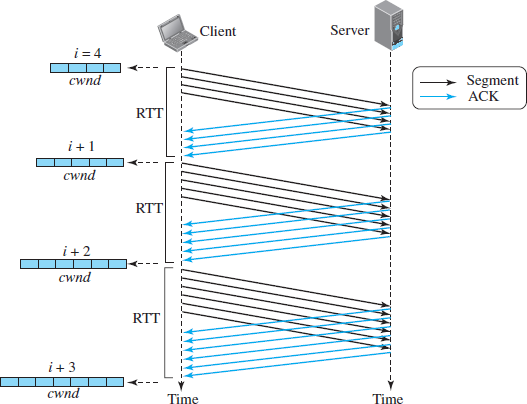 Client
Server
i = 4
cwnd
Segment
ACK
RTT
i + 1
cwnd
RTT
i + 2
cwnd
RTT
i + 3
cwnd
Time
Time